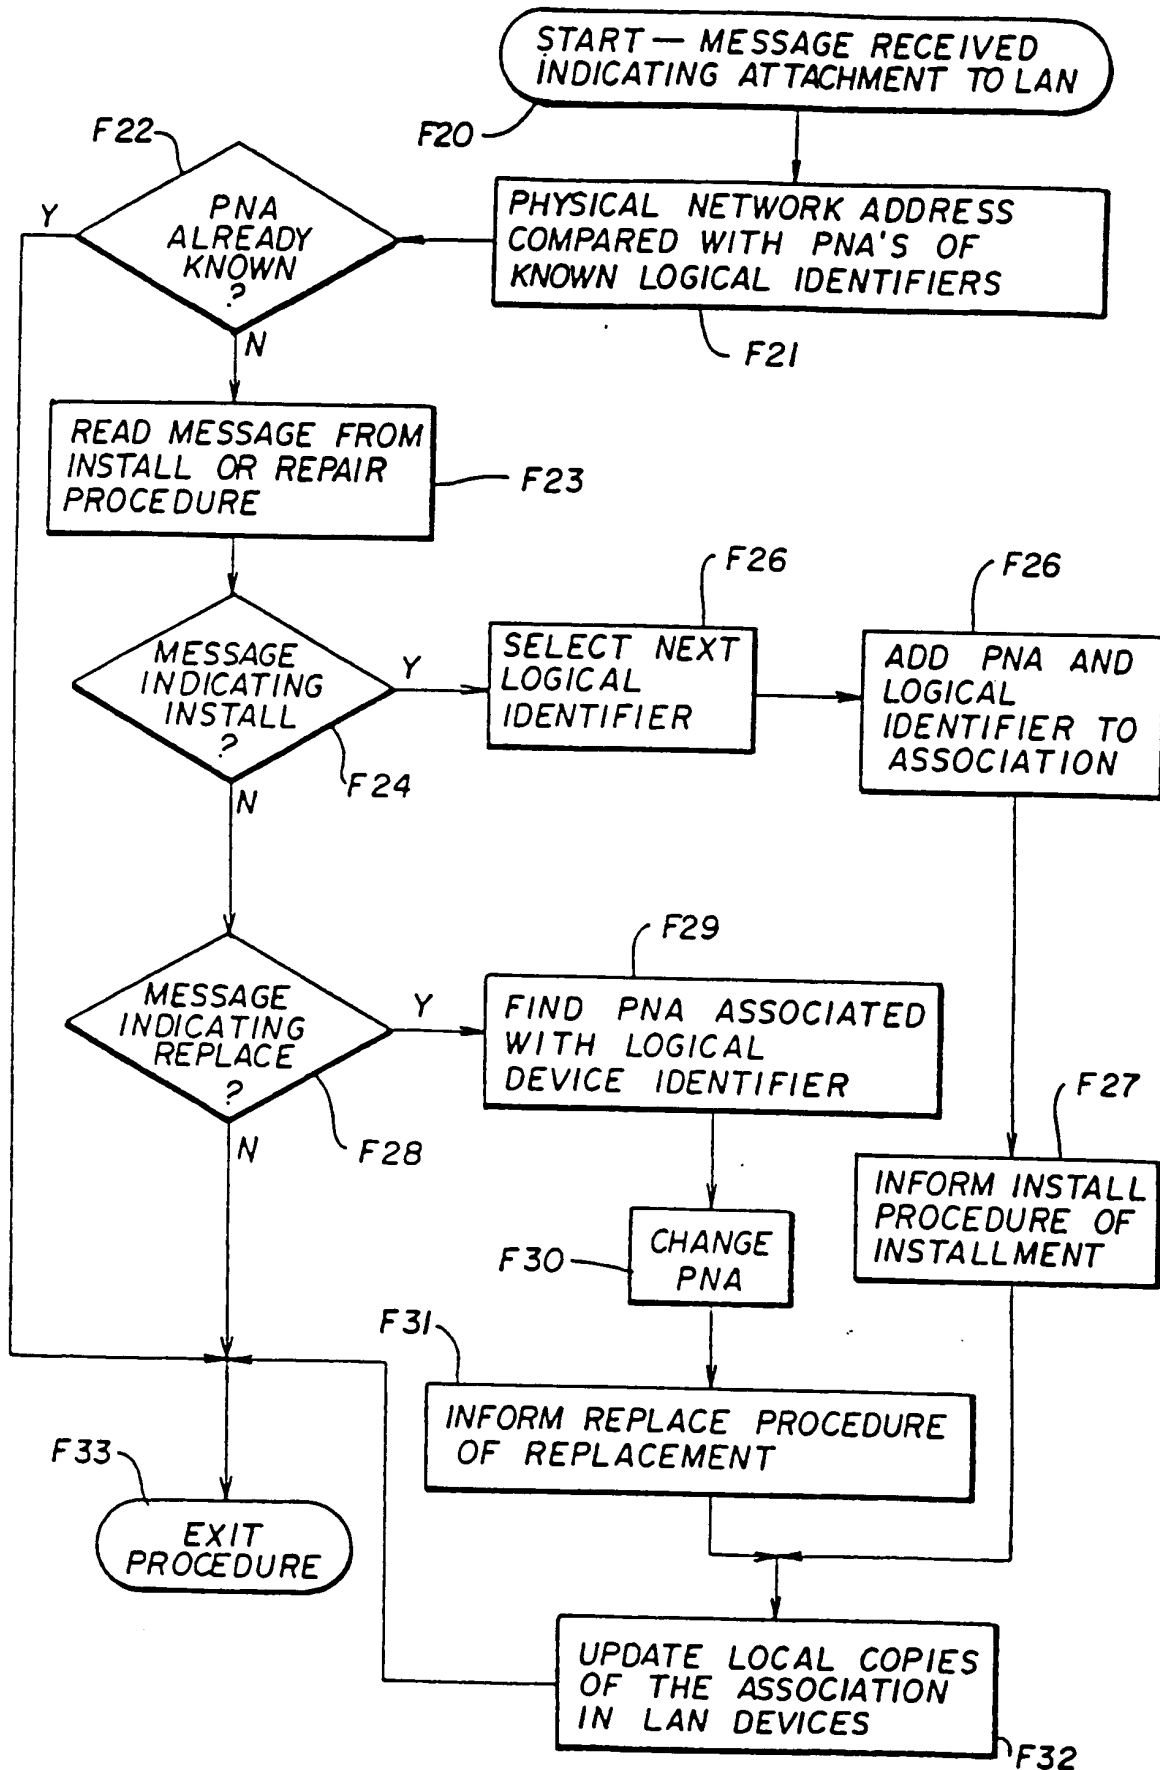 START — MESSAGE RECEIVED
INDICATING ATTACHMENT TO LAN
F20
F22
PHYSICAL NETWORK ADDRESS
COMPARED WITH PNA'S OF
KNOWN LOGICAL IDENTIFIERS
F21
Y
PNA
ALREADY
KNOWN
?
N
READ MESSAGE FROM
INSTALL OR REPAIR
PROCEDURE
F23
MESSAGE
INDICATING
INSTALL
?
Y
F24
N
F26
SELECT NEXT
LOGICAL
IDENTIFIER
F26
ADD PNA AND
LOGICAL
IDENTIFIER TO
ASSOCIATION
MESSAGE
INDICATING
REPLACE
?
Y
F28
N
F29
FIND PNA ASSOCIATED
WITH LOGICAL
DEVICE IDENTIFIER
F27
INFORM INSTALL
PROCEDURE OF
INSTALLMENT
F30
CHANGE
PNA
F31
INFORM REPLACE PROCEDURE
OF REPLACEMENT
F33
EXIT
PROCEDURE
UPDATE LOCAL COPIES
OF THE ASSOCIATION
IN LAN DEVICES
F32